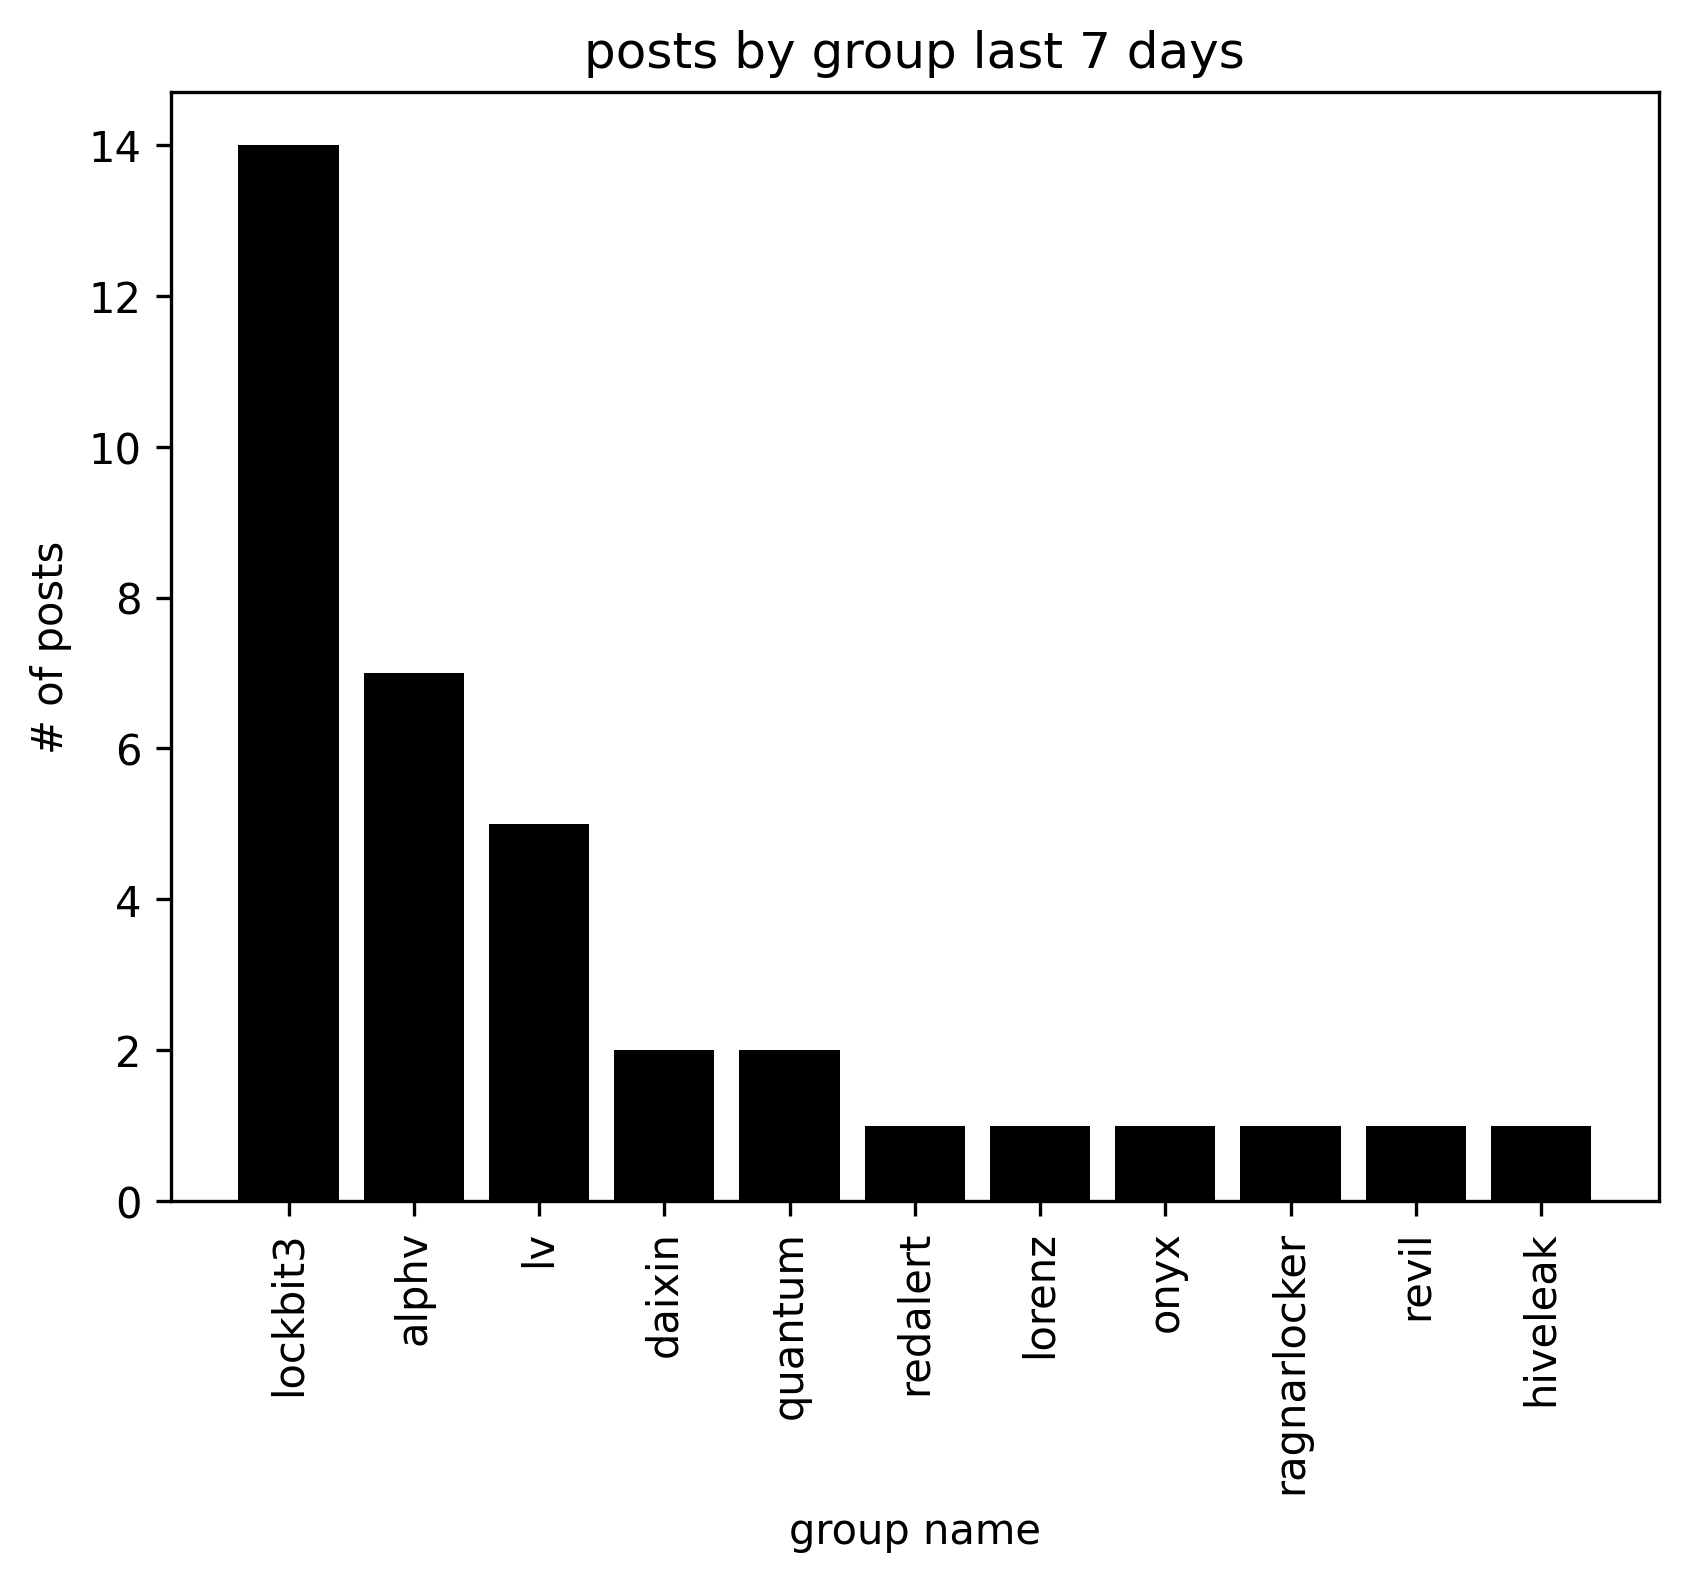 posts by group last 7 days
# of posts
14
12
10
8
6
4
2
0
lockbit3
alphv
lv
daixin
quantum
redalert
lorenz
onyx
ragnarlocker
revil
hiveleak
group name